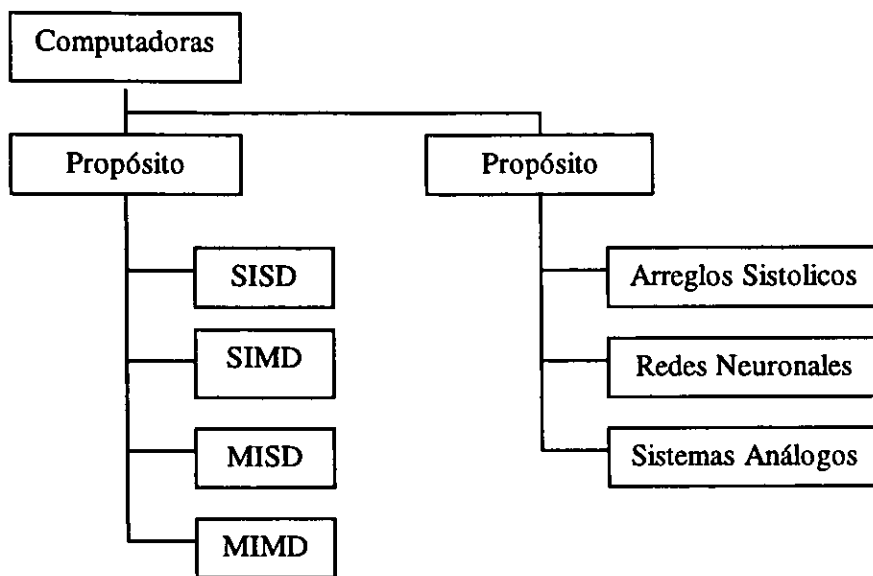 Computadoras
Propósito
Propósito
SISD
SIMD
MISD
MIMD
Arreglos Sistolicos
Redes Neuronales
Sistemas Análogos